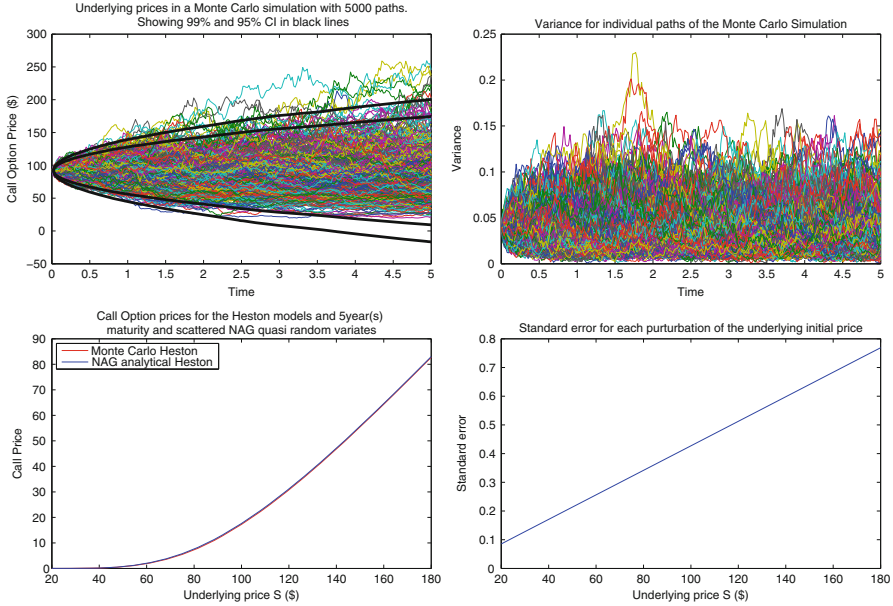 Underlying prices in a Monte Carlo simulation with 5000 paths.
Showing 99% and 95% CI in black lines
300
250
200
150
100
50
0
−50
Call Option Price ($)
0 0.5 1 1.5 2 2.5 3 3.5 4 4.5 5
Time
Variance for individual paths of the Monte Carlo Simulation
0.25
0.2
0.15
0.1
0.05
0
Variance
0 0.5 1 1.5 2 2.5 3 3.5 4 4.5 5
Time
Call Option prices for the Heston models and 5year(s)
maturity and scattered NAG quasi random variates
90
80
70
60
50
40
30
20
10
0
Call Price
Monte Carlo Heston
NAG analytical Heston
20 40 60 80 100 120 140 160 180
Underlying price S ($)
Standard error for each purturbation of the underlying initial price
0.8
0.7
0.6
0.5
0.4
0.3
0.2
0.1
0
Standard error
20 40 60 80 100 120 140 160 180
Underlying price S ($)